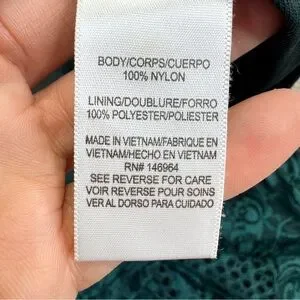 BODY/CORPS/CUERPO
100% NYLON
LINING/DOUBLURE/FORRO
100% POLYESTER/POLIESTER
MADE IN VIETNAM/FABRIQUE EN
VIETNAM/HECHO EN VIETNAM
RN# 146964
SEE REVERSE FOR CARE
VOIR REVERSE POUR SOINS
VER AL DORSO PARA CUIDADO